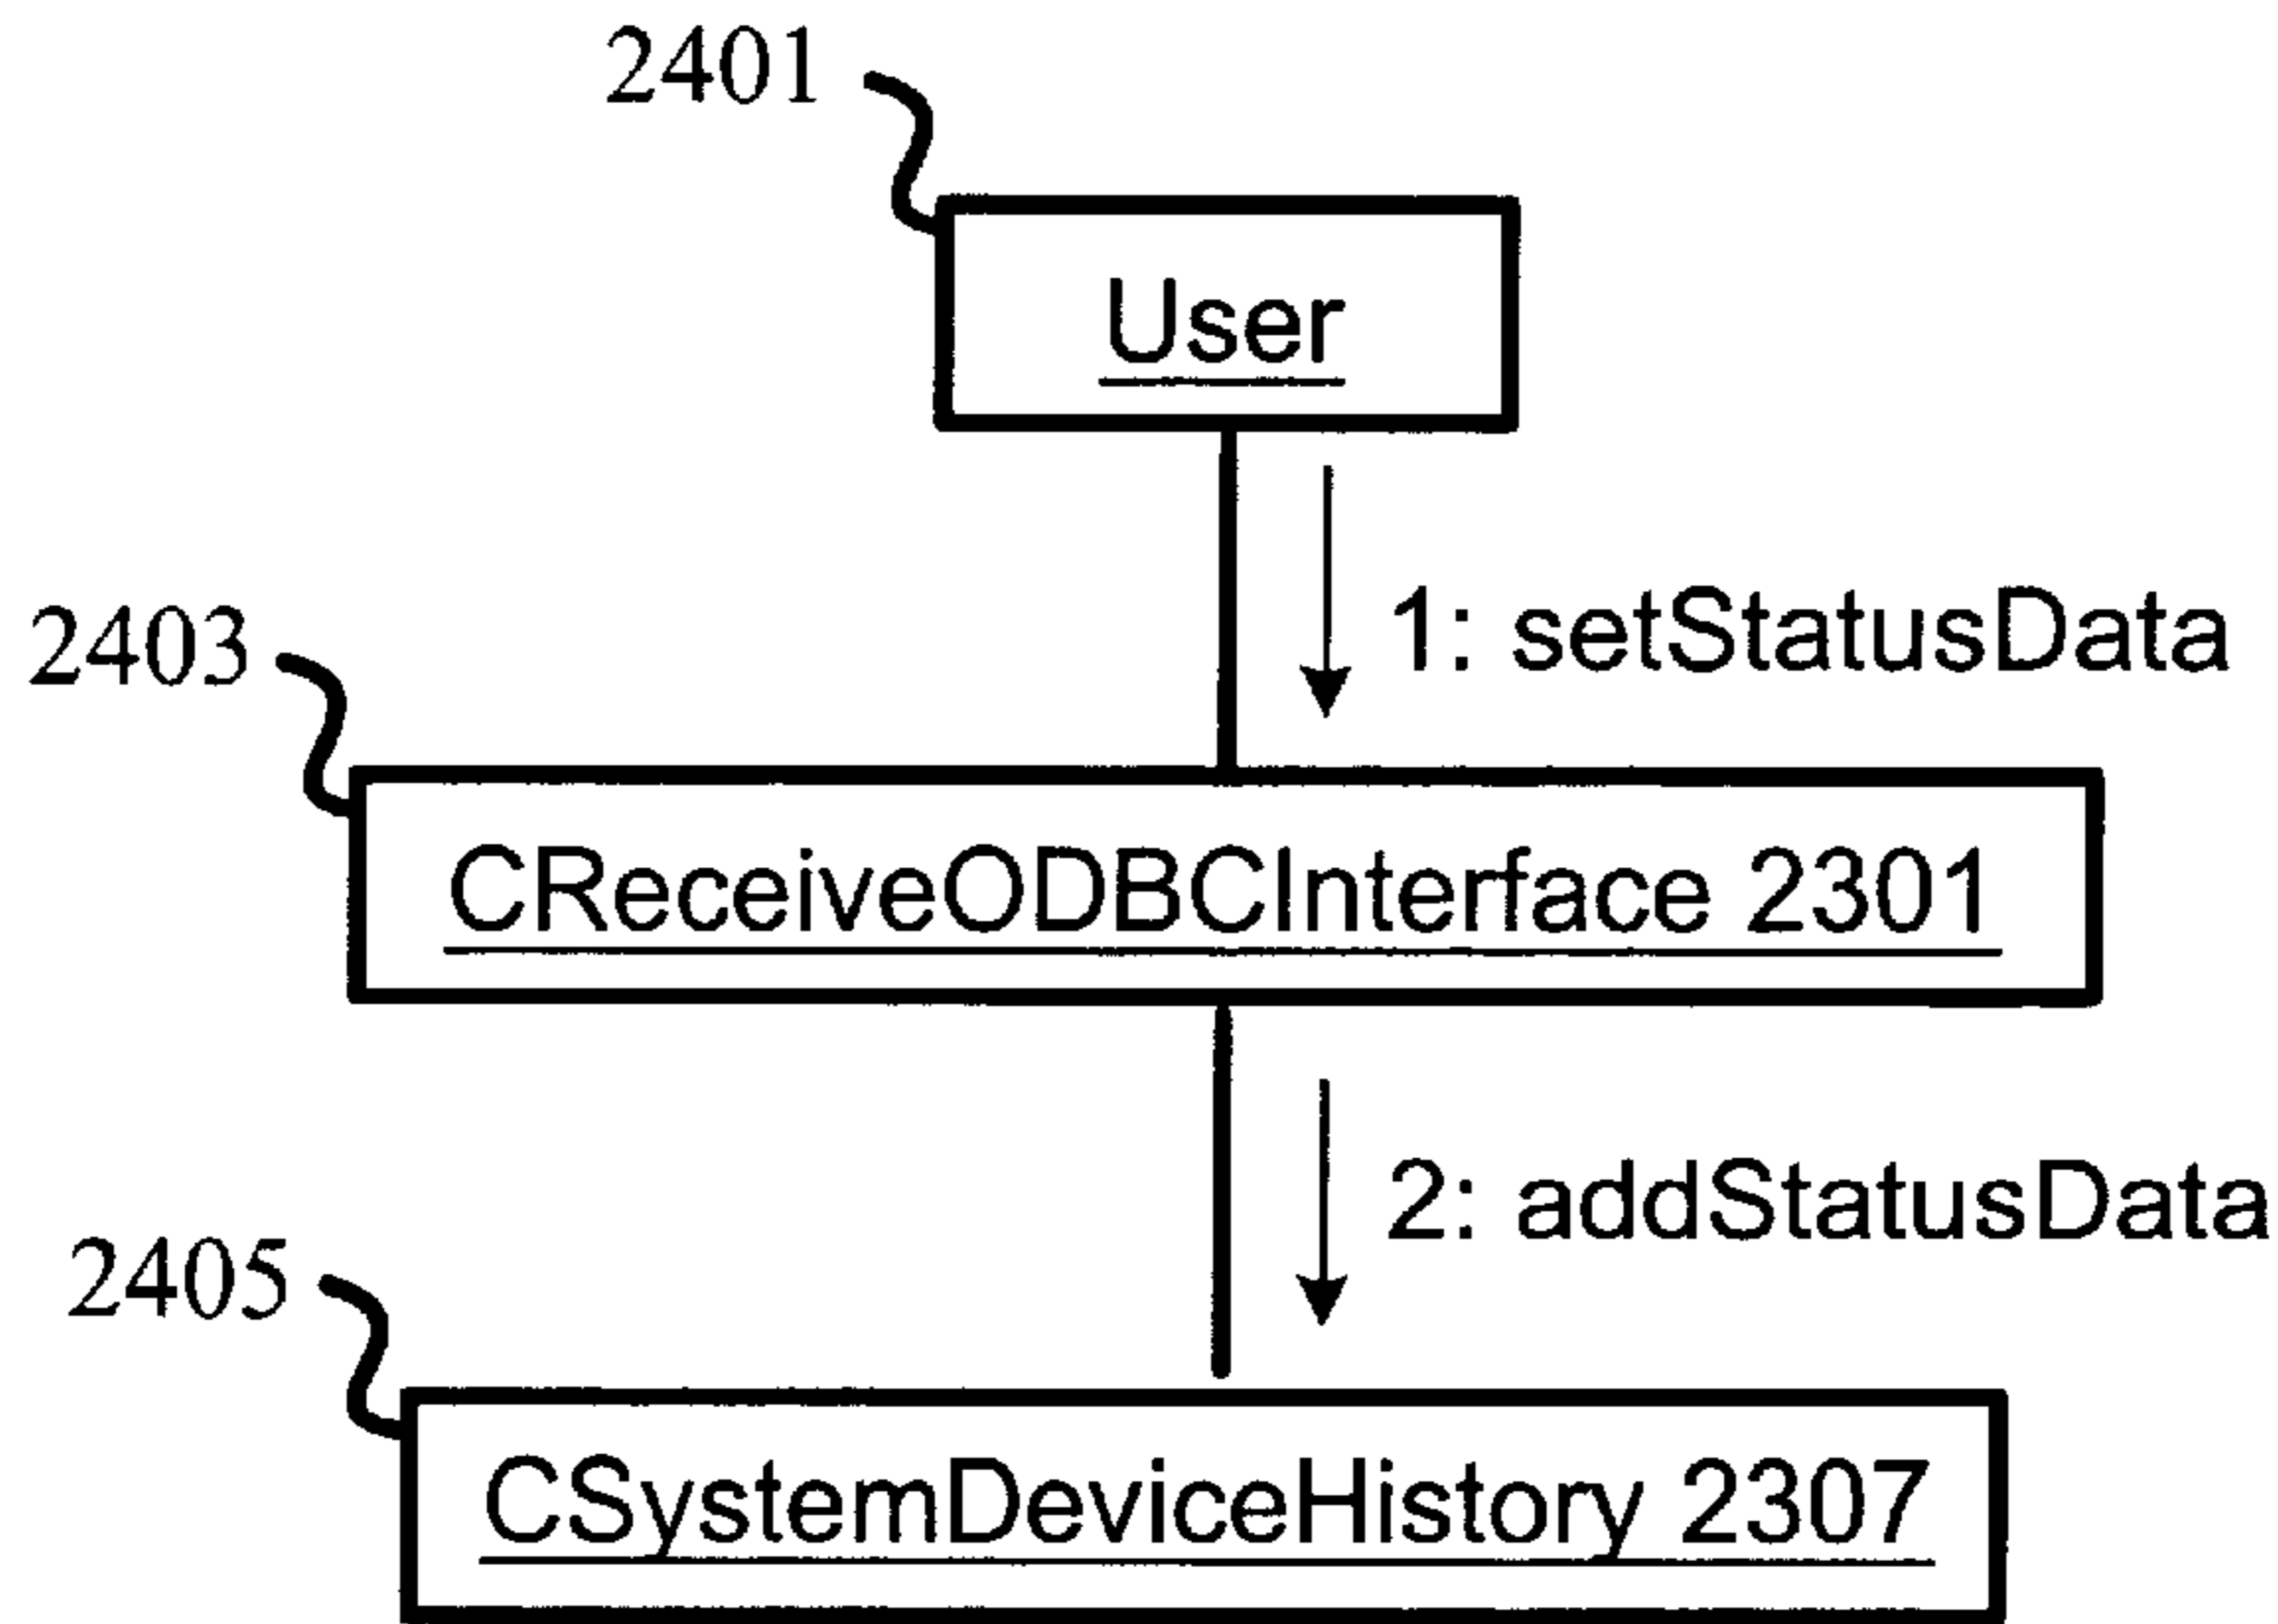 2401
User
1: setStatusData
2403
CReceiveODBCInterface 2301
2: addStatusData
2405
CSystemDeviceHistory 2307